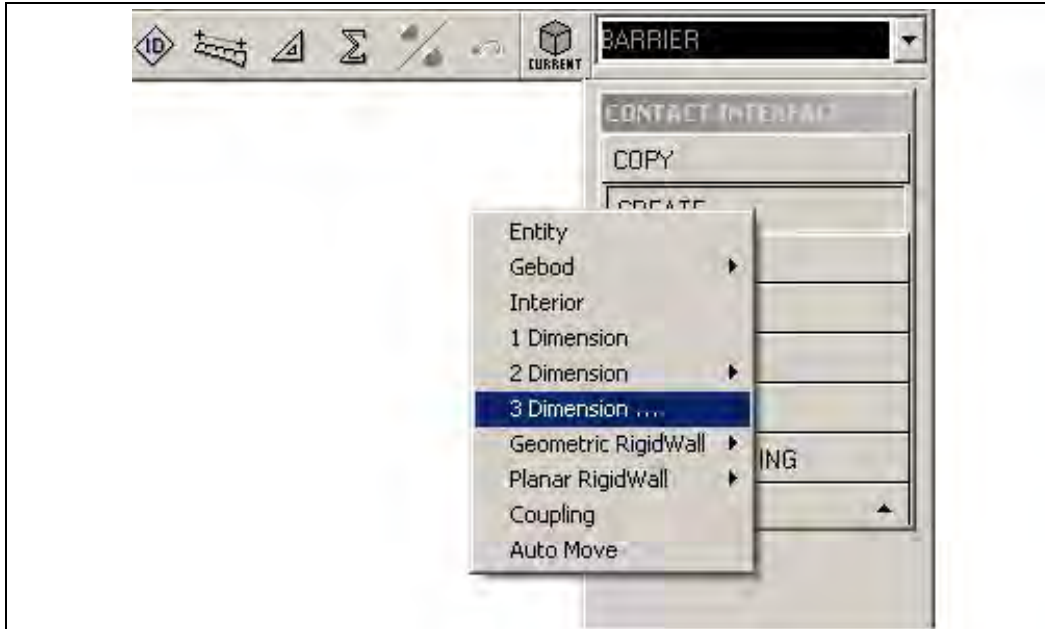 ID
CURRENT
BARRIER
CONTACT INTERFAC
COPY
CREATE
Entity
Gebod
Interior
1 Dimension
2 Dimension
3 Dimension ....
Geometric RigidWall
ING
Planar RigidWall
Coupling
Auto Move